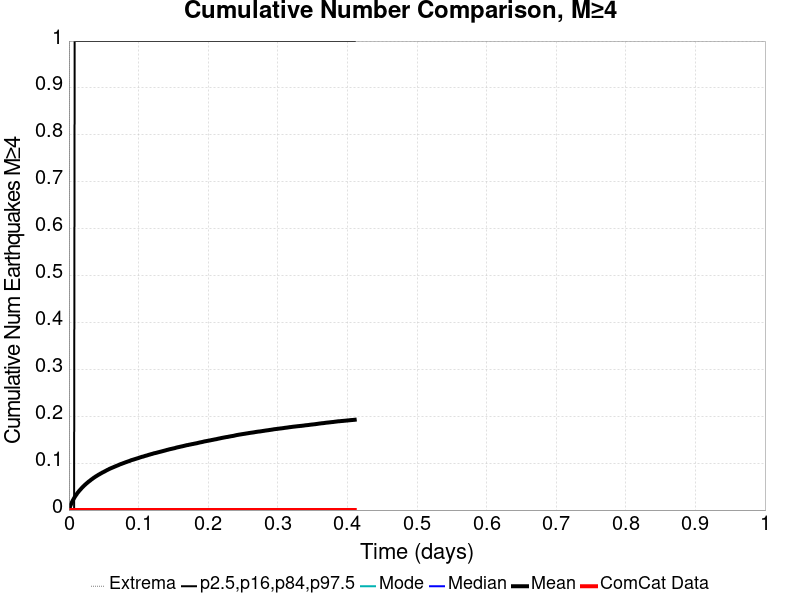 Cumulative Number Comparison, M≥4
Cumulative Num Earthquakes M≥4
1
0.9
0.8
0.7
0.6
0.5
0.4
0.3
0.2
0.1
0
0 0.1 0.2 0.3 0.4 0.5 0.6 0.7 0.8 0.9 1
Time (days)
Extrema p2.5,p16,p84,p97.5 Mode Median Mean ComCat Data